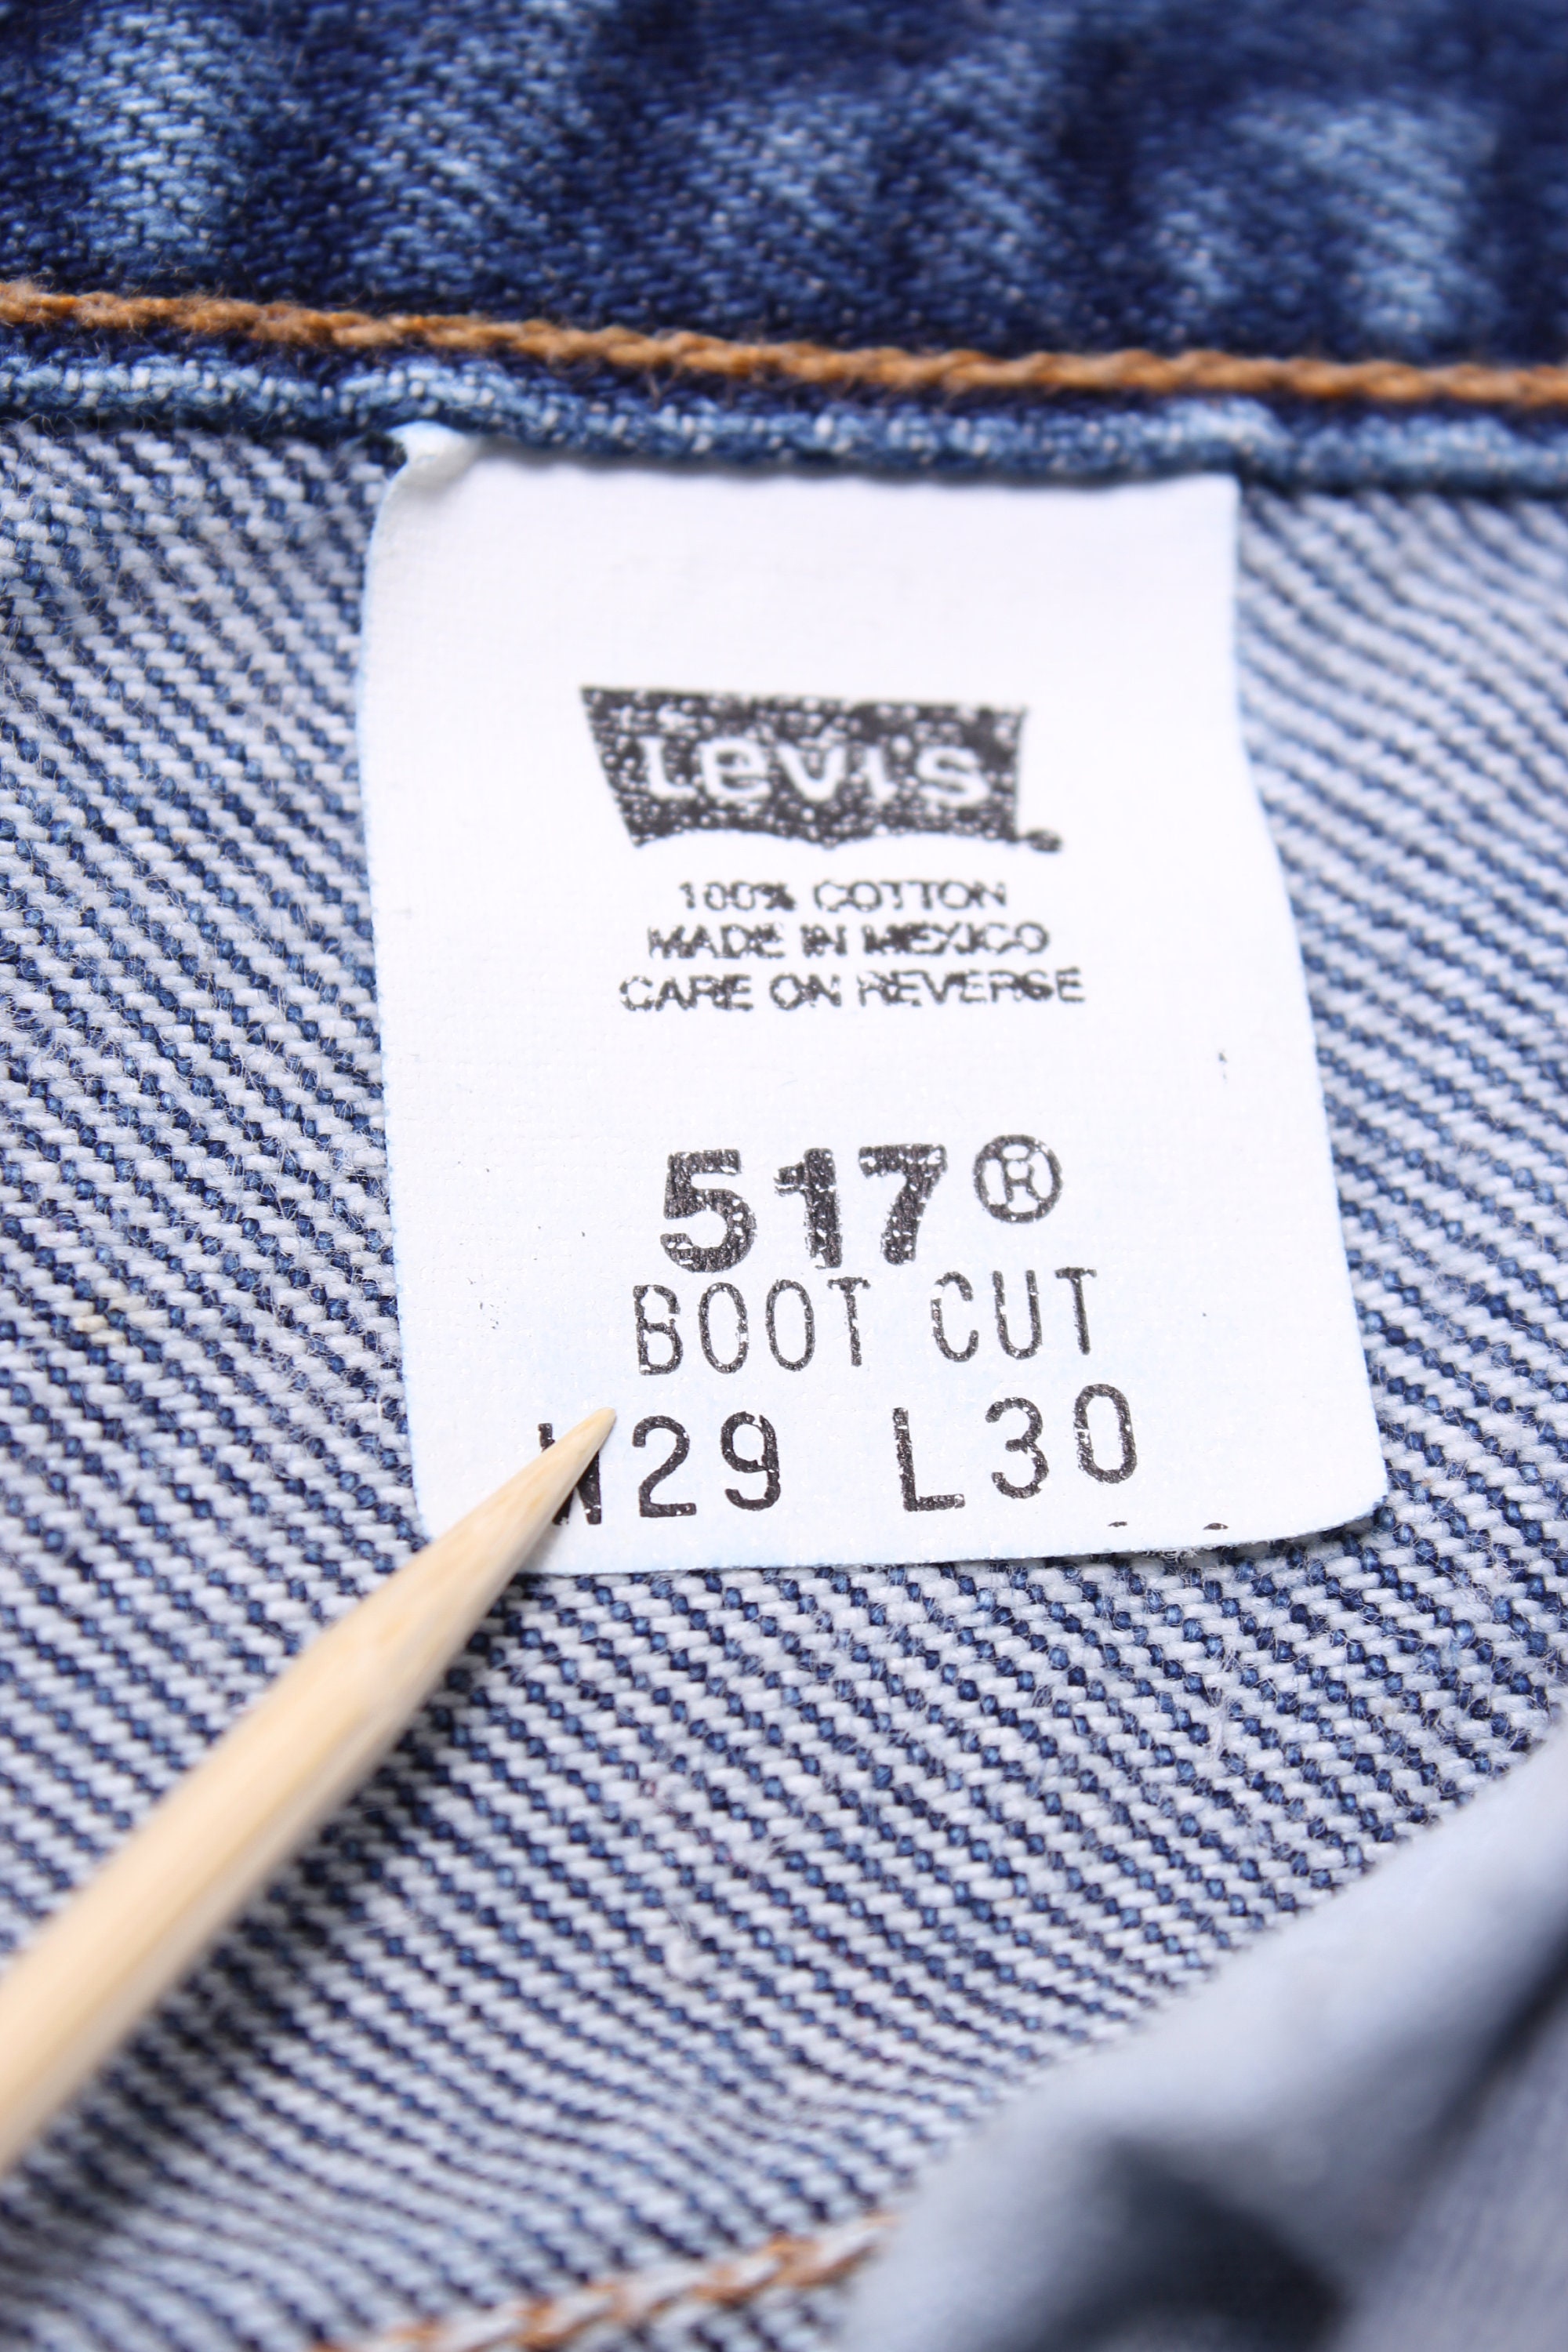 Levi's
100% COTTON
MADE IN MEXICO
CARE ON REVERSE
517®
BOOT CUT
W29 L30